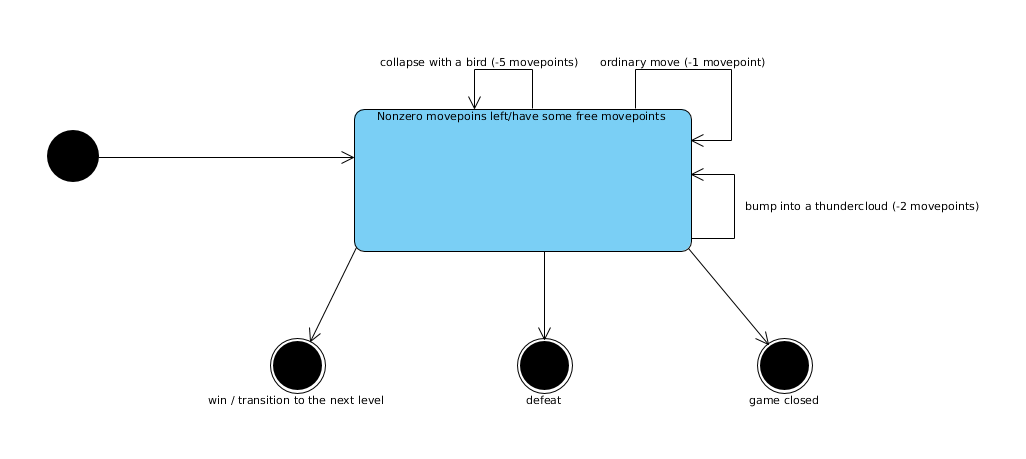 collapse with a bird (-5 movepoints)
ordinary move (-1 movepoint)
Nonzero movepoins left/have some free movepoints
bump into a thundercloud (-2 movepoints)
win / transition to the next level
defeat
game closed